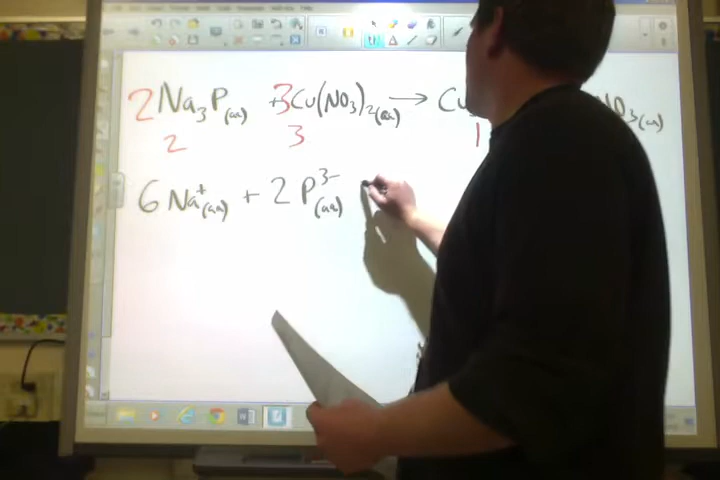 2Na₃P(aq) + 3Cu(NO₃)₂(aq) → Cu NO₃(aq)
2 3 1
6 Na⁺(aq) + 2 P³⁻(aq)